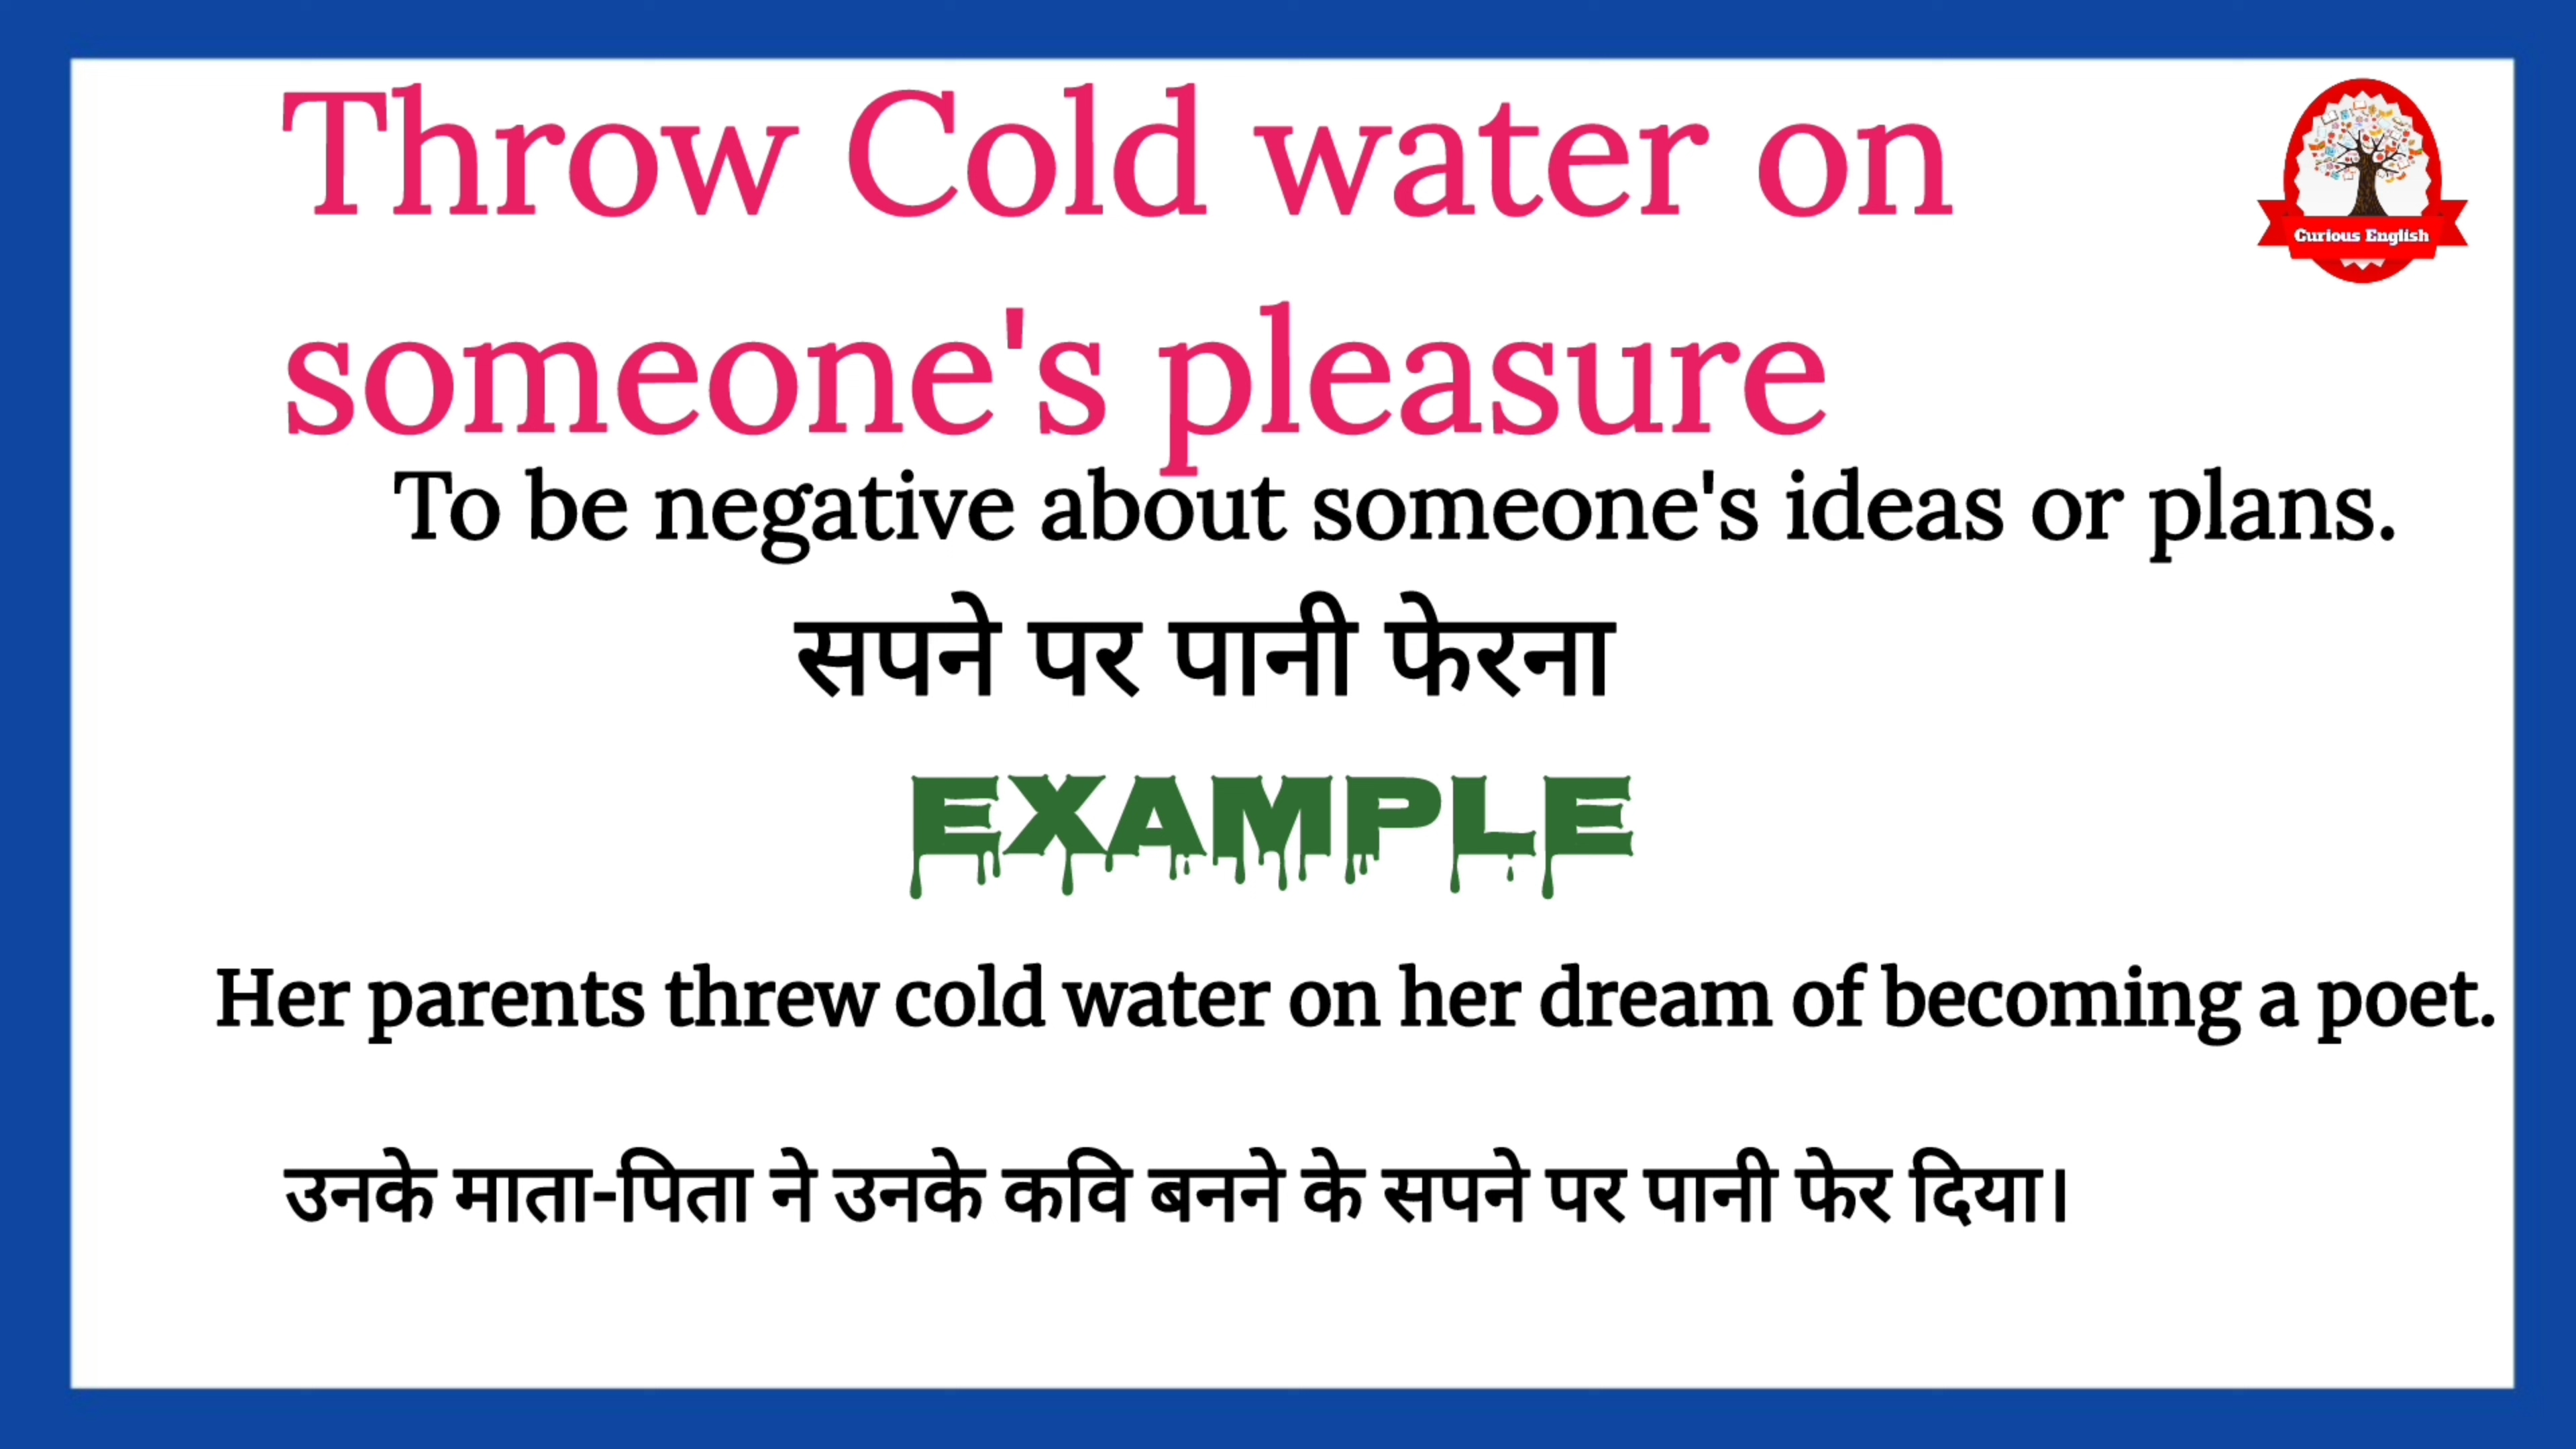 Throw Cold water on
someone's pleasure
Curious English
To be negative about someone's ideas or plans.
सपने पर पानी फेरना
EXAMPLE
Her parents threw cold water on her dream of becoming a poet.
उनके माता-पिता ने उनके कवि बनने के सपने पर पानी फेर दिया।